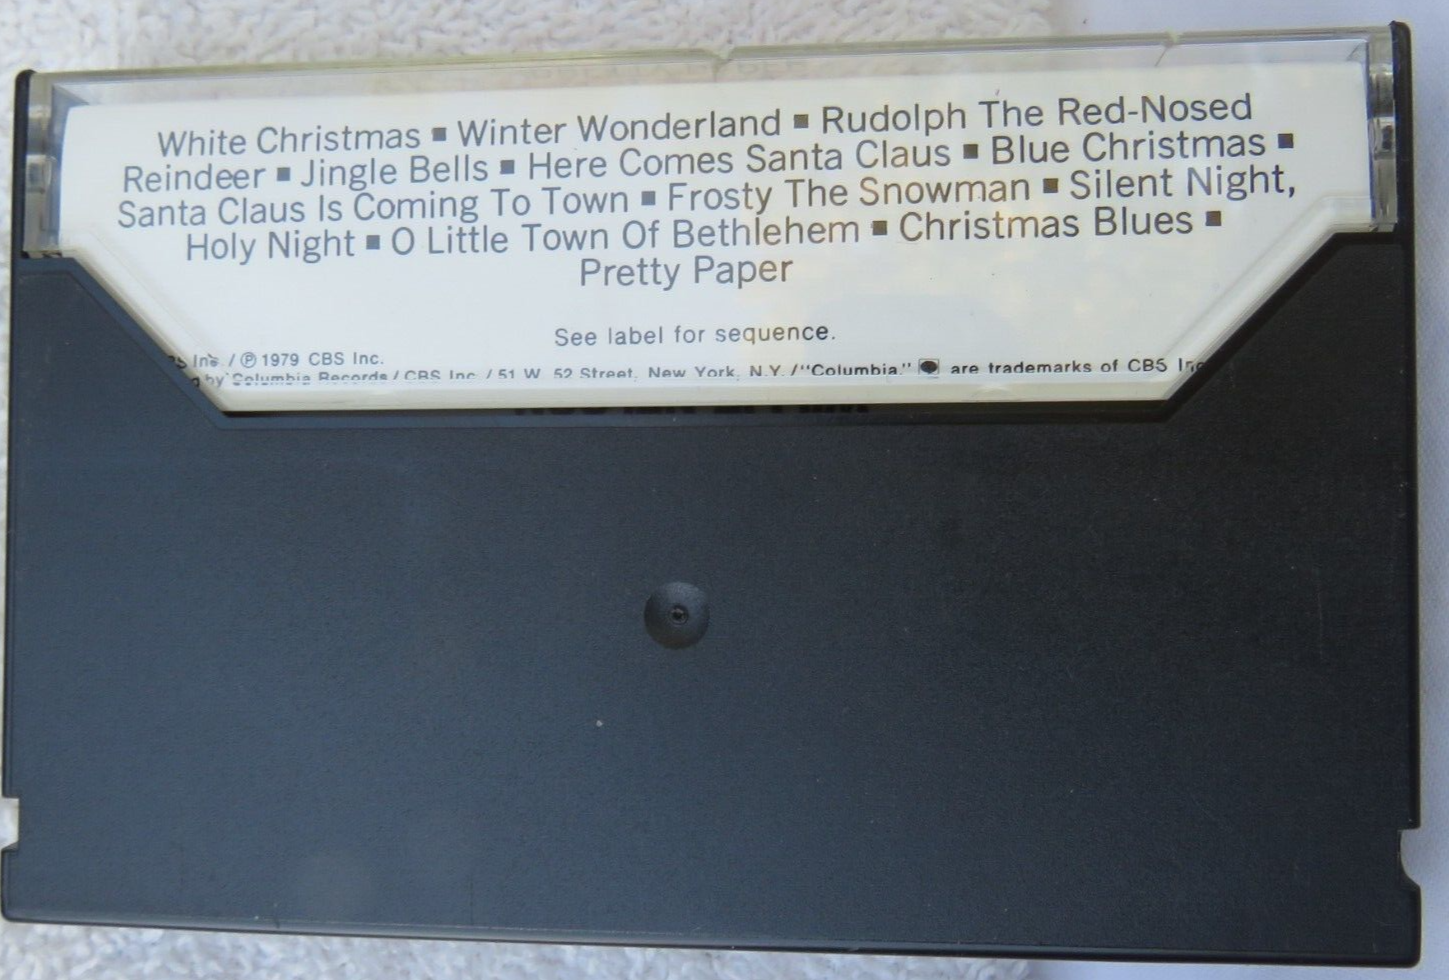 White Christmas ▪ Winter Wonderland ▪ Rudolph The Red-Nosed
Reindeer ▪ Jingle Bells ▪ Here Comes Santa Claus ▪ Blue Christmas ▪
Santa Claus Is Coming To Town ▪ Frosty The Snowman ▪ Silent Night,
Holy Night ▪ O Little Town Of Bethlehem ▪ Christmas Blues ▪
Pretty Paper
See label for sequence.
Inc. / ℗ 1979 CBS Inc.
by Columbia Records / CBS Inc. / 51 W. 52 Street, New York, N.Y. / "Columbia," are trademarks of CBS Inc